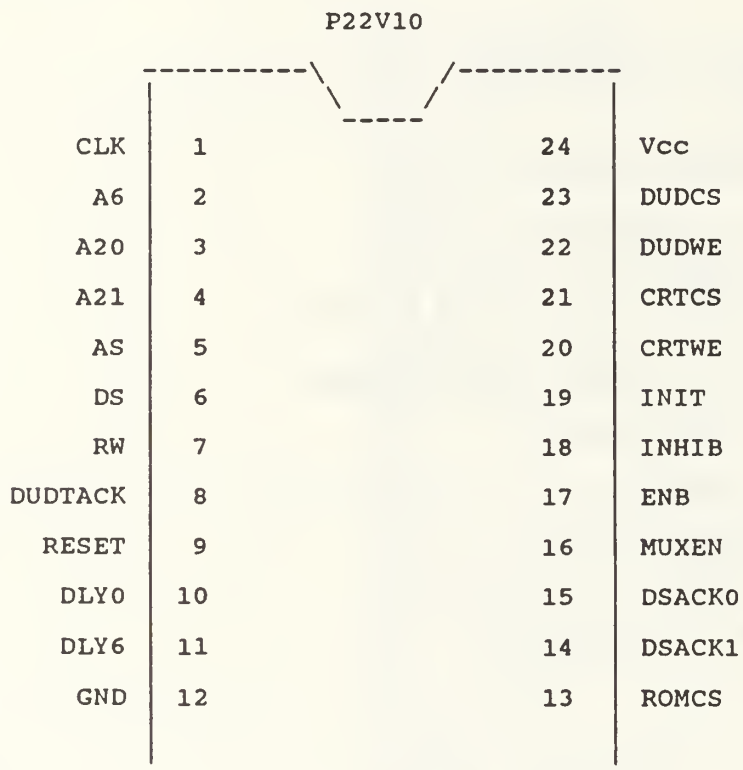 P22V10
CLK 1 24 Vcc
A6 2 23 DUDCS
A20 3 22 DUDWE
A21 4 21 CRTCS
AS 5 20 CRTWE
DS 6 19 INIT
RW 7 18 INHIB
DUDTACK 8 17 ENB
RESET 9 16 MUXEN
DLY0 10 15 DSACK0
DLY6 11 14 DSACK1
GND 12 13 ROMCS